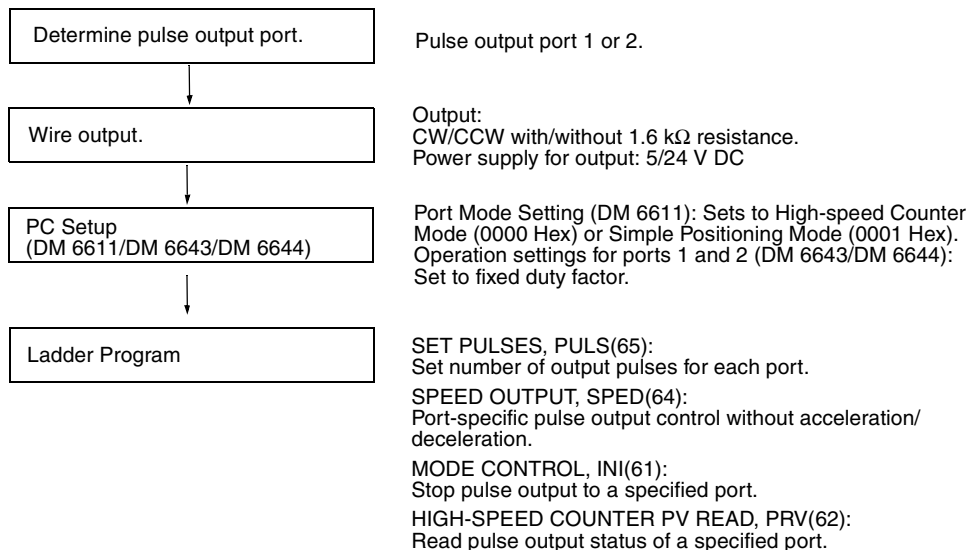 Determine pulse output port.
Pulse output port 1 or 2.
Wire output.
Output:
CW/CCW with/without 1.6 kΩ resistance.
Power supply for output: 5/24 V DC
PC Setup
(DM 6611/DM 6643/DM 6644)
Port Mode Setting (DM 6611): Sets to High-speed Counter
Mode (0000 Hex) or Simple Positioning Mode (0001 Hex).
Operation settings for ports 1 and 2 (DM 6643/DM 6644):
Set to fixed duty factor.
Ladder Program
SET PULSES, PULS(65):
Set number of output pulses for each port.
SPEED OUTPUT, SPED(64):
Port-specific pulse output control without acceleration/
deceleration.
MODE CONTROL, INI(61):
Stop pulse output to a specified port.
HIGH-SPEED COUNTER PV READ, PRV(62):
Read pulse output status of a specified port.